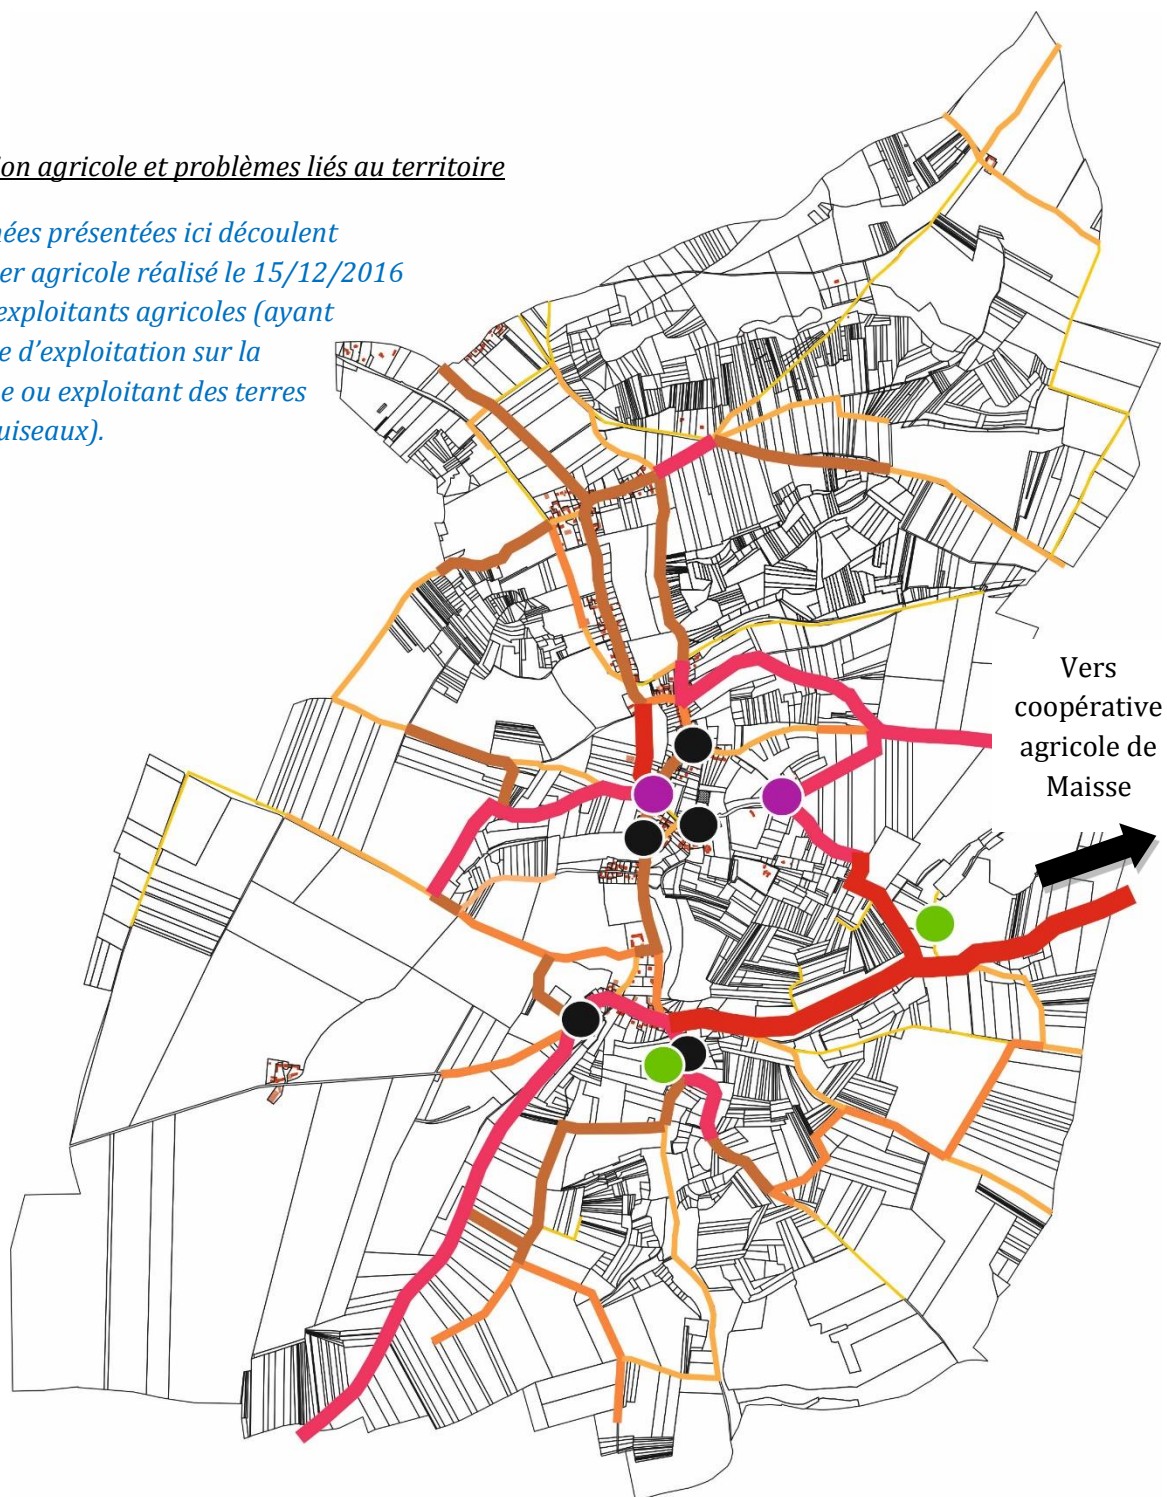 on agricole et problèmes liés au territoire
ées présentées ici découlent
er agricole réalisé le 15/12/2016
exploitants agricoles (ayant
e d'exploitation sur la
e ou exploitant des terres
uiseaux).
Vers
coopérative
agricole de
Maisse